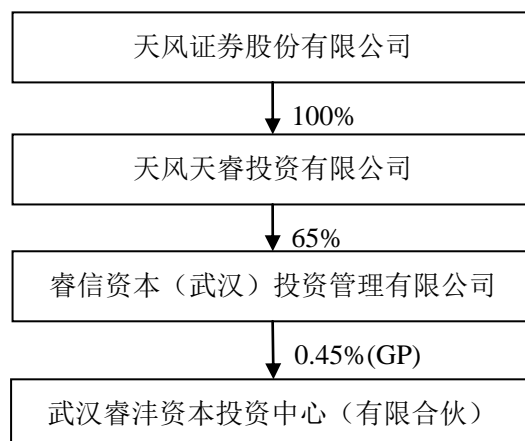 天风证券股份有限公司
100%
天风天睿投资有限公司
65%
睿信资本（武汉）投资管理有限公司
0.45%(GP)
武汉睿沣资本投资中心（有限合伙）